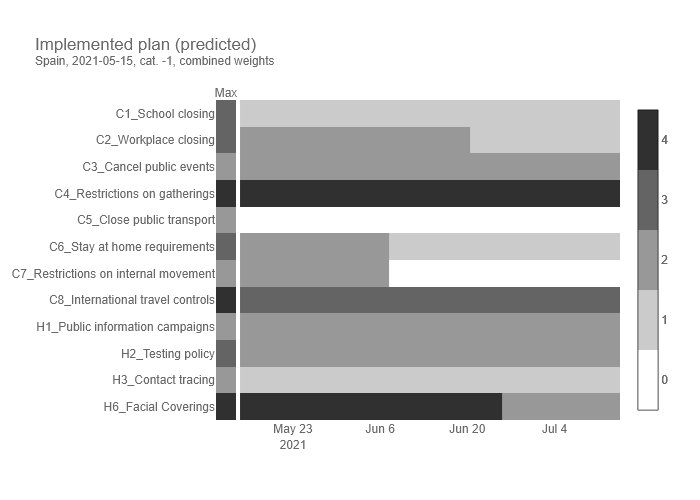 Implemented plan (predicted)
Spain, 2021-05-15, cat. -1, combined weights
Max
C1_School closing
C2_Workplace closing
C3_Cancel public events
C4_Restrictions on gatherings
C5_Close public transport
C6_Stay at home requirements
C7_Restrictions on internal movement
C8_International travel controls
H1_Public information campaigns
H2_Testing policy
H3_Contact tracing
H6_Facial Coverings
May 23
2021
Jun 6
Jun 20
Jul 4
4
3
2
1
0